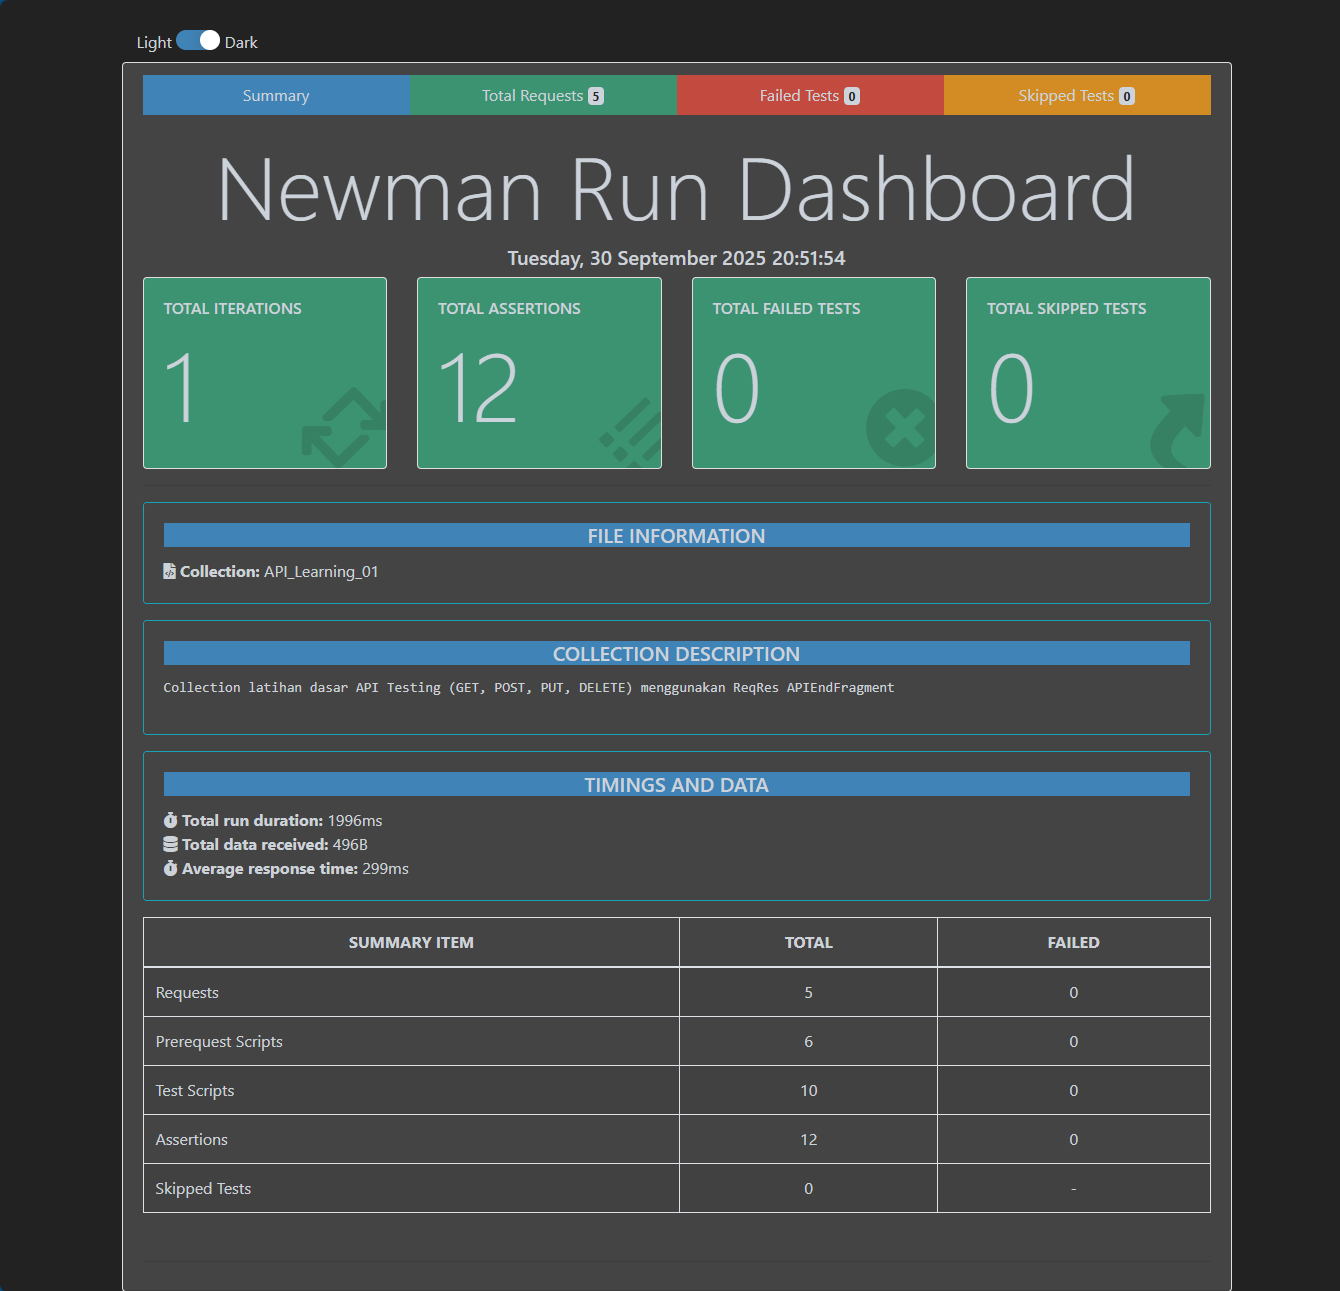 Light Dark
Summary Total Requests 5 Failed Tests 0 Skipped Tests 0
Newman Run Dashboard
Tuesday, 30 September 2025 20:51:54
TOTAL ITERATIONS TOTAL ASSERTIONS TOTAL FAILED TESTS TOTAL SKIPPED TESTS
1 12 0 0
FILE INFORMATION
Collection: API_Learning_01
COLLECTION DESCRIPTION
Collection latihan dasar API Testing (GET, POST, PUT, DELETE) menggunakan ReqRes APIEndFragment
TIMINGS AND DATA
Total run duration: 1996ms
Total data received: 496B
Average response time: 299ms
SUMMARY ITEM TOTAL FAILED
Requests 5 0
Prerequest Scripts 6 0
Test Scripts 10 0
Assertions 12 0
Skipped Tests 0 -